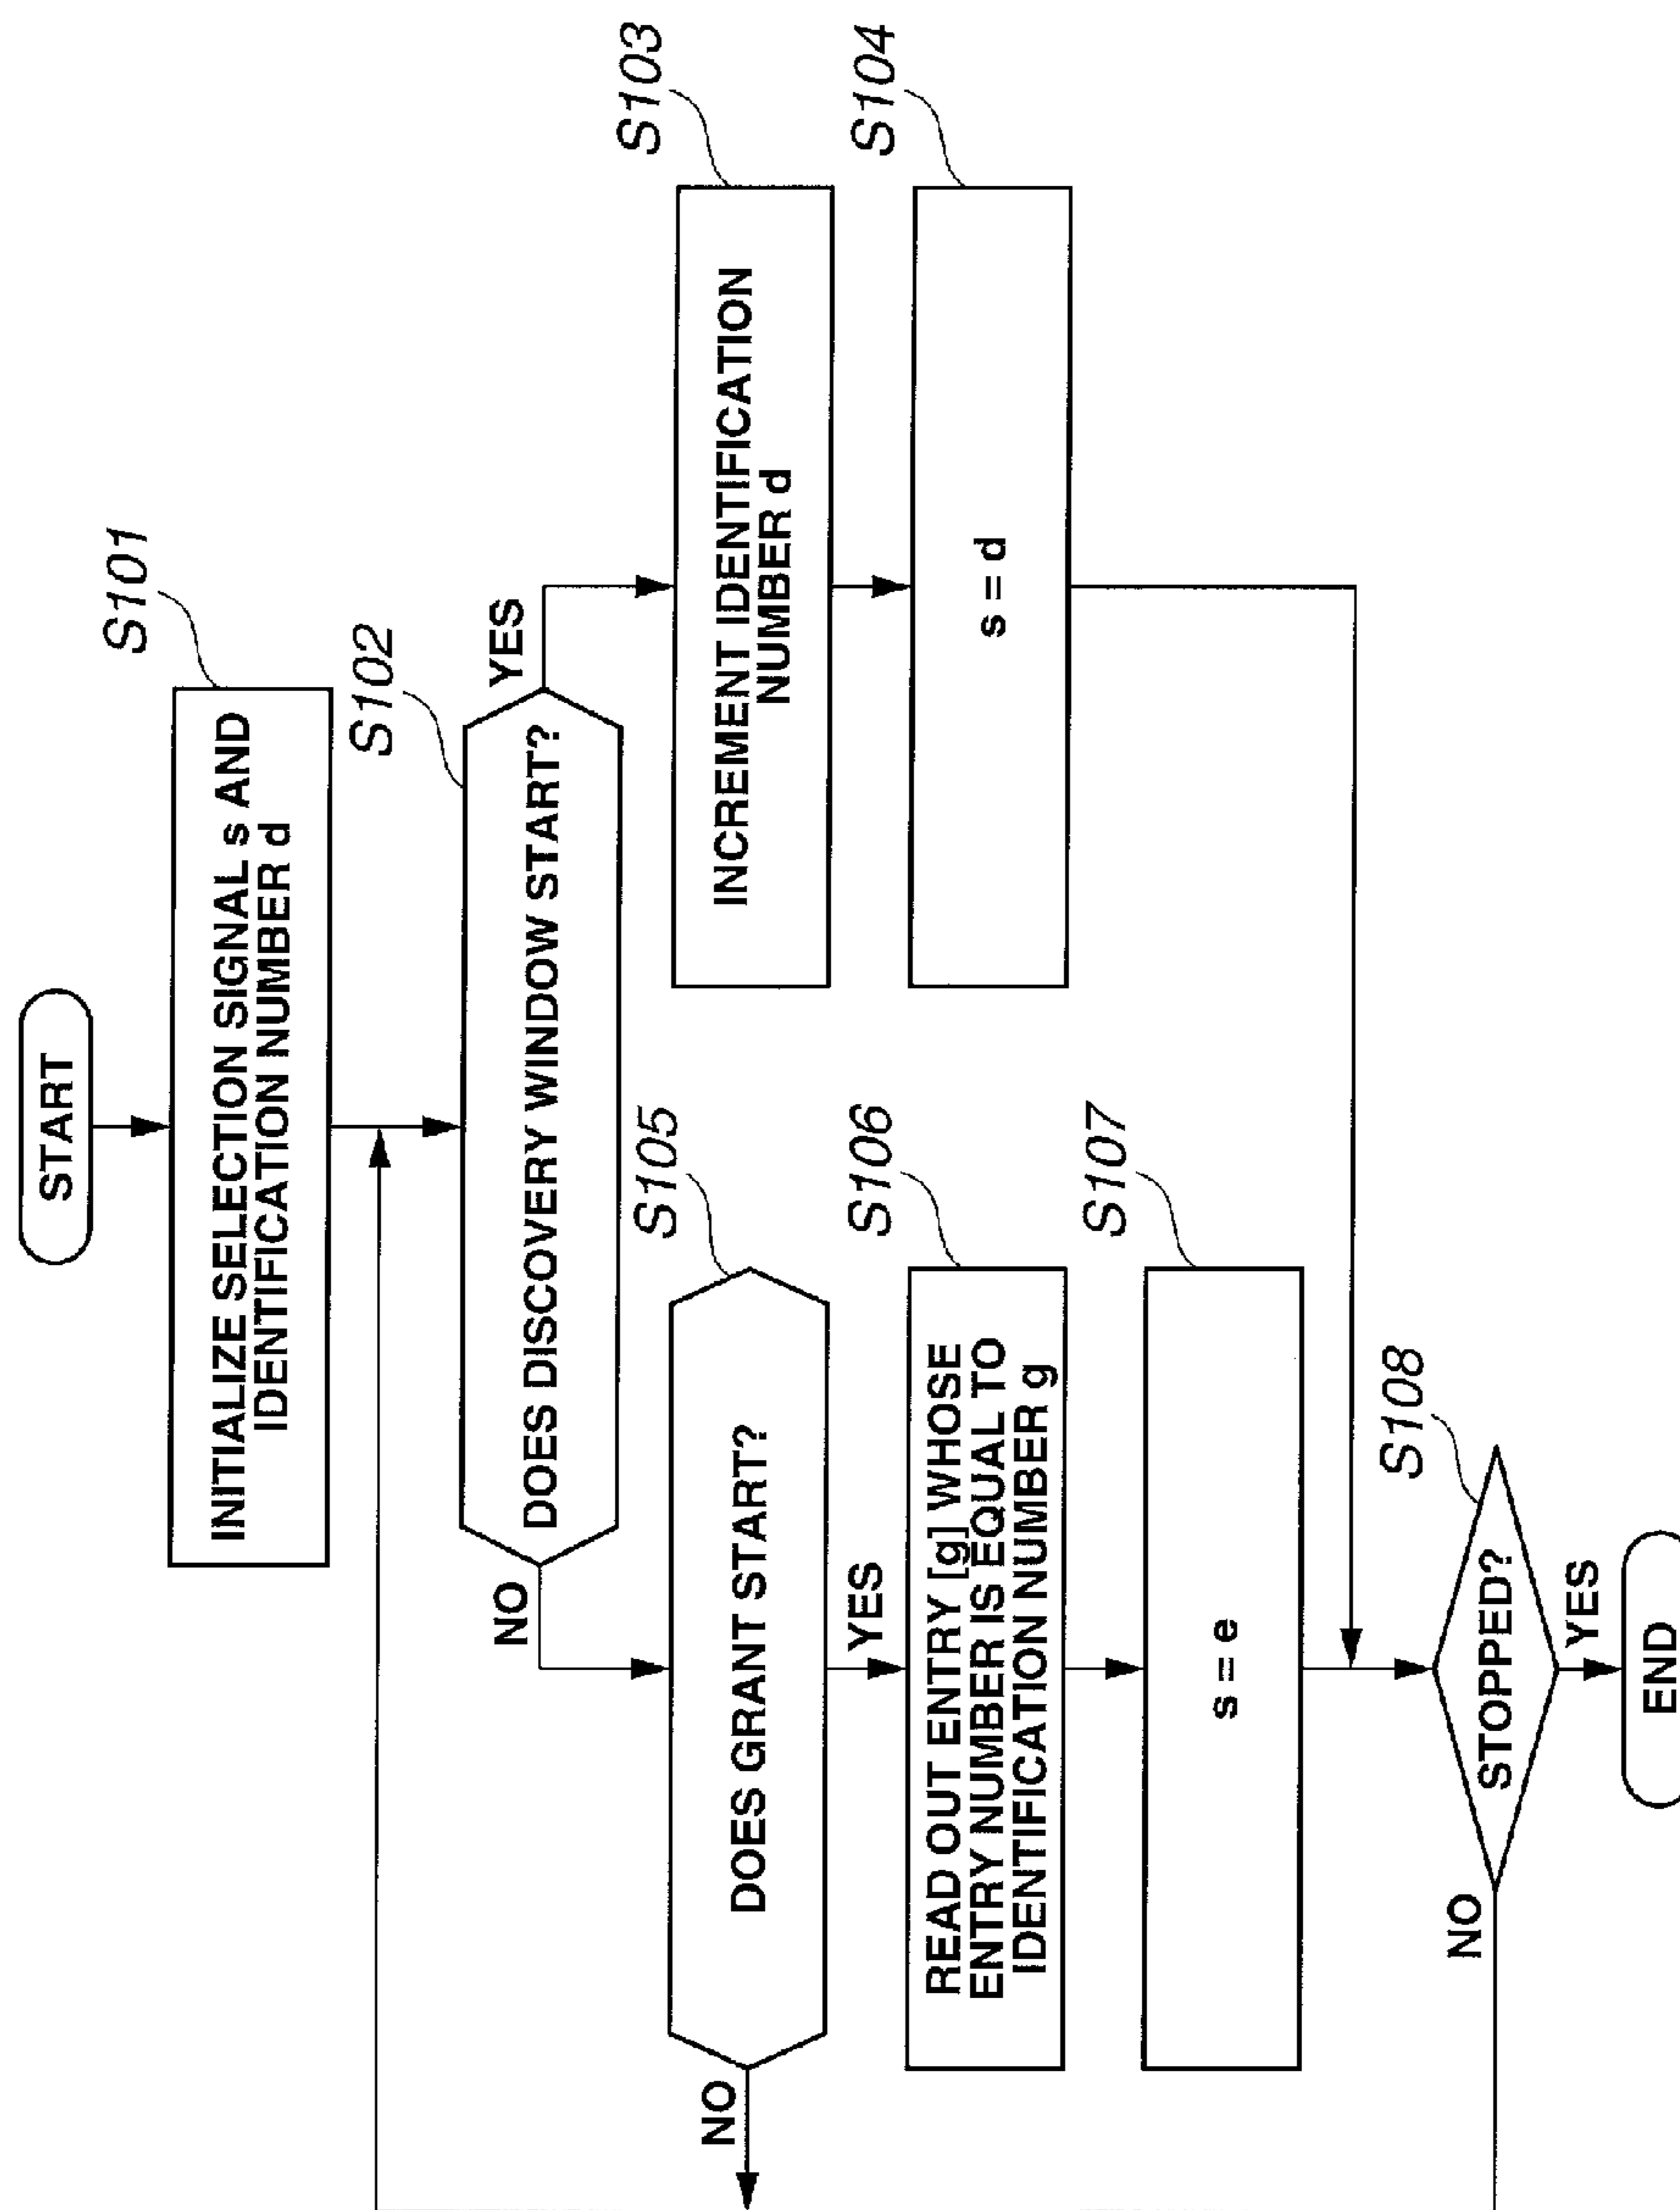 START
S101
INITIALIZE SELECTION SIGNAL s AND
IDENTIFICATION NUMBER d
S102
DOES DISCOVERY WINDOW START?
YES
NO
S103
INCREMENT IDENTIFICATION
NUMBER d
S104
s = d
S105
DOES GRANT START?
NO
YES
S106
READ OUT ENTRY [g] WHOSE
ENTRY NUMBER IS EQUAL TO
IDENTIFICATION NUMBER g
S107
s = e
S108
STOPPED?
NO
YES
END